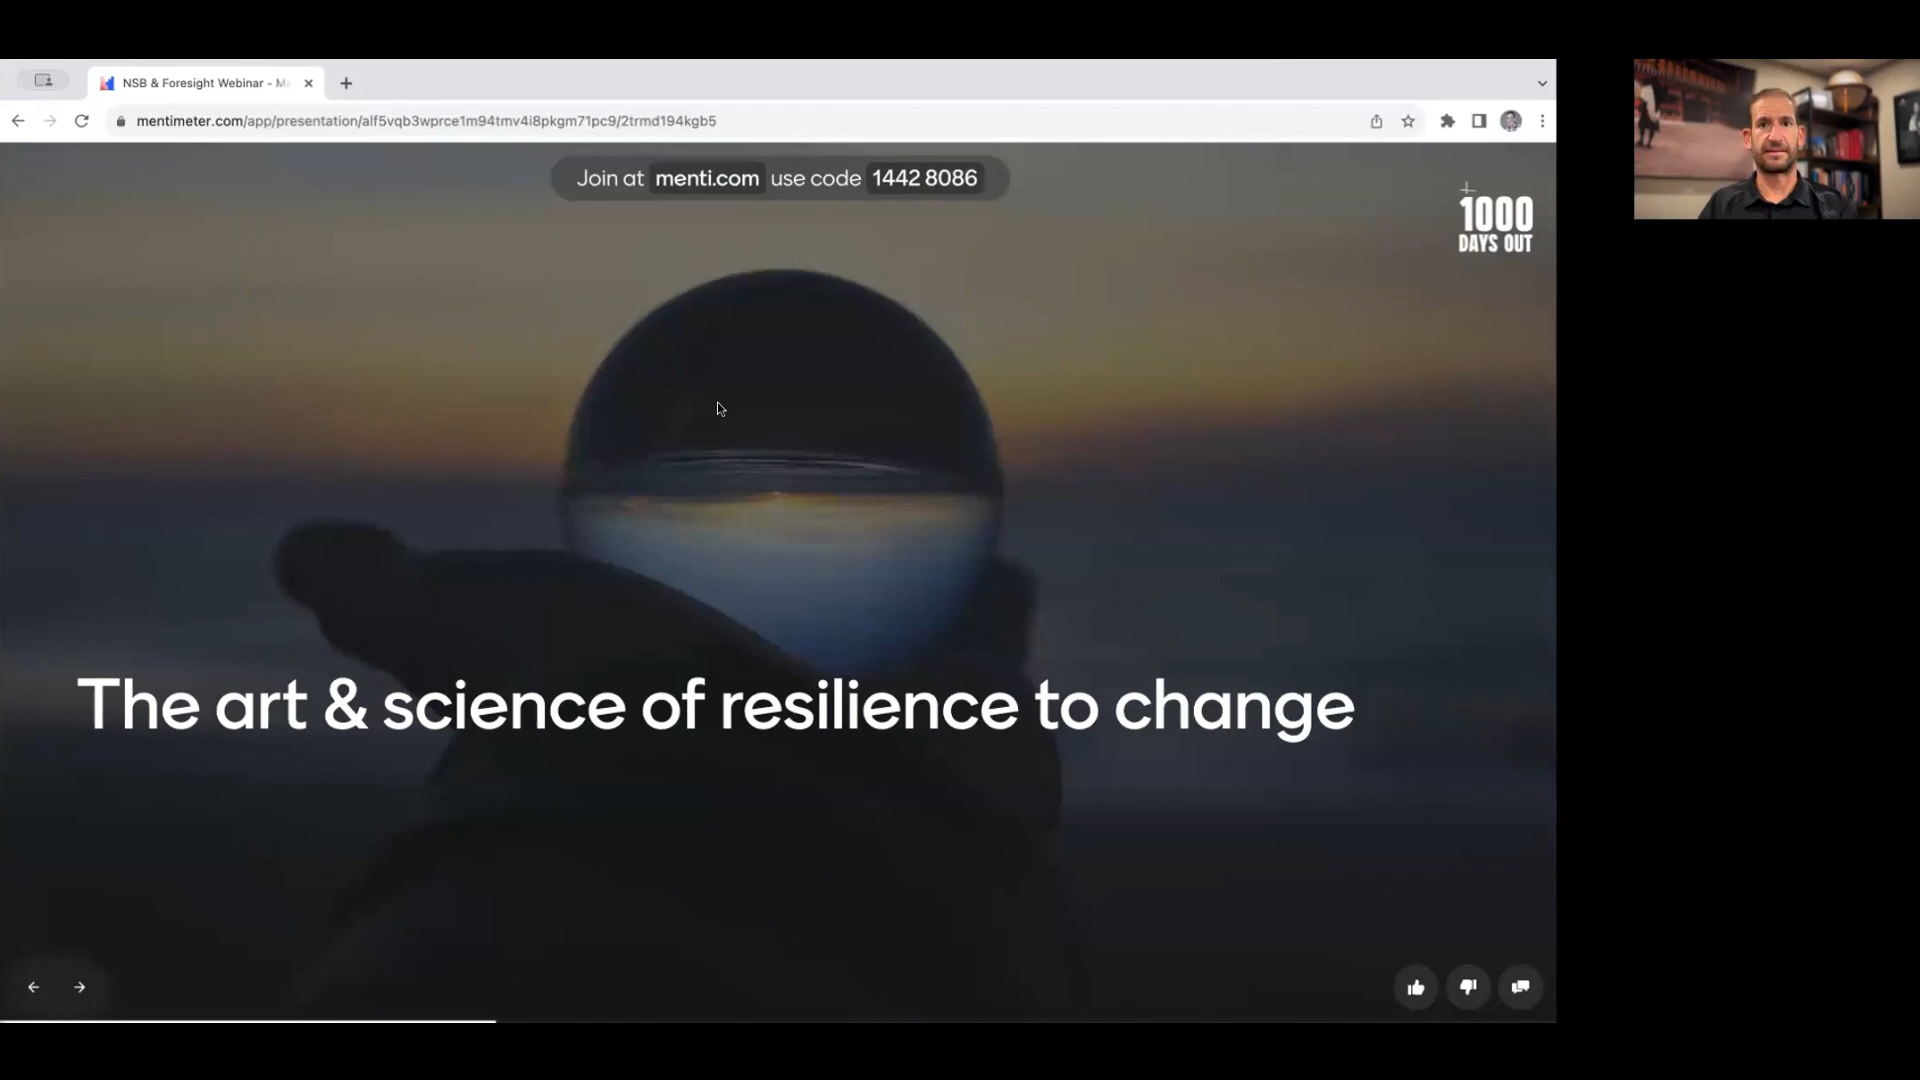 NSB & Foresight Webinar - M
mentimeter.com/app/presentation/alf5vqb3wprce1m94tmv4i8pkgm71pc9/2trmd194kgb5
Join at menti.com use code 1442 8086
1000
DAYS OUT
The art & science of resilience to change